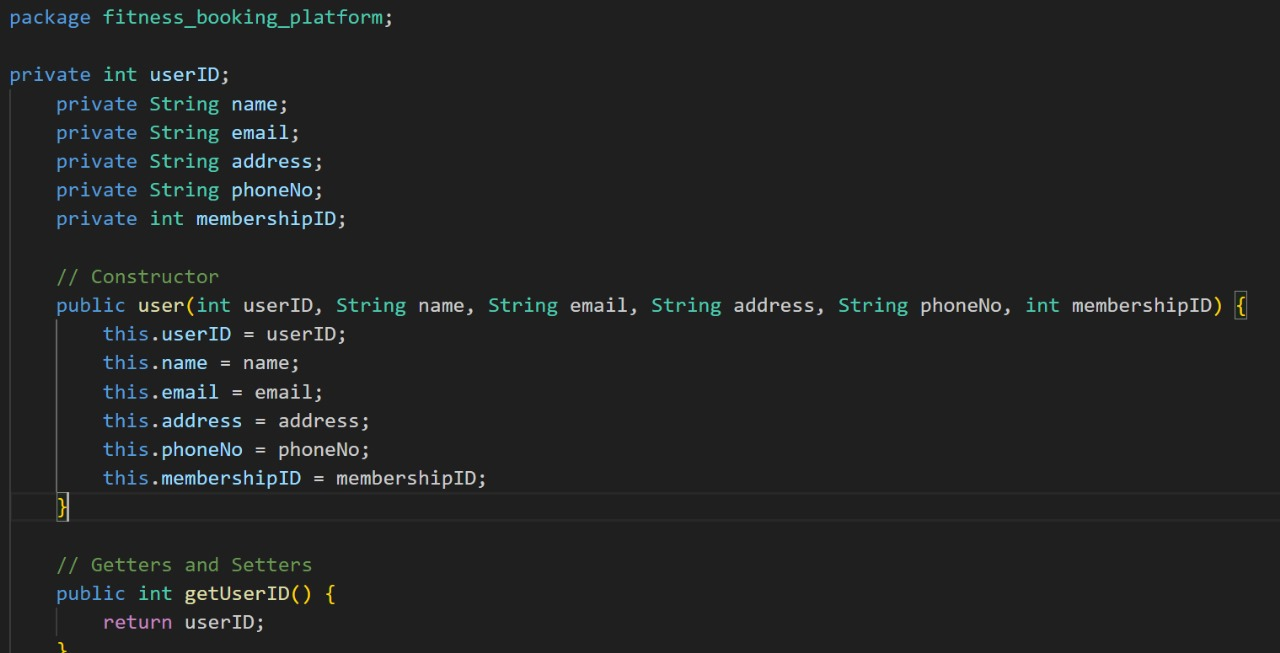 package fitness_booking_platform;
private int userID;
private String name;
private String email;
private String address;
private String phoneNo;
private int membershipID;
// Constructor
public user(int userID, String name, String email, String address, String phoneNo, int membershipID) {
this.userID = userID;
this.name = name;
this.email = email;
this.address = address;
this.phoneNo = phoneNo;
this.membershipID = membershipID;
}
// Getters and Setters
public int getUserID() {
return userID;
}